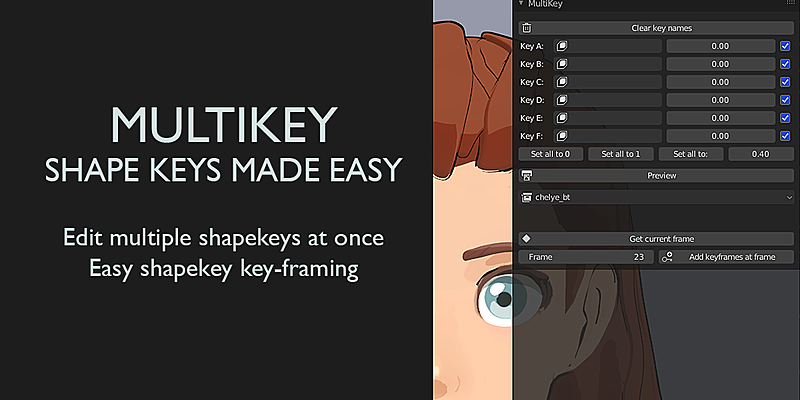 MULTIKEY
SHAPE KEYS MADE EASY
Edit multiple shapekeys at once
Easy shapekey key-framing
MultiKey
Clear key names
Key A: 0.00
Key B: 0.00
Key C: 0.00
Key D: 0.00
Key E: 0.00
Key F: 0.00
Set all to 0 Set all to 1 Set all to: 0.40
Preview
chelye_bt
Get current frame
Frame 23 Add keyframes at frame